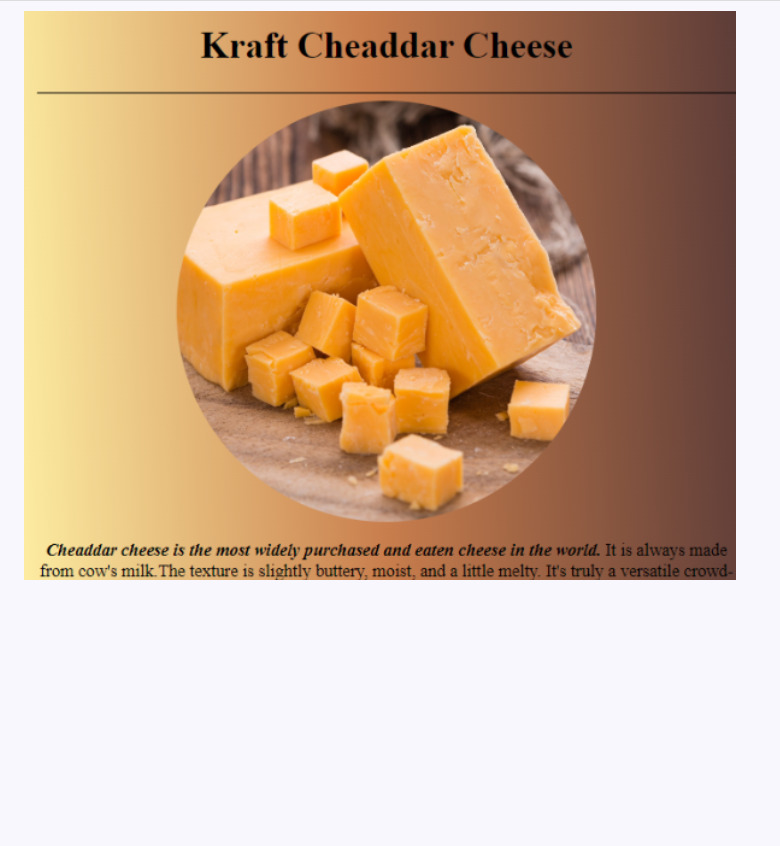 Kraft Cheaddar Cheese
Cheaddar cheese is the most widely purchased and eaten cheese in the world. It is always made
from cow's milk.The texture is slightly buttery, moist, and a little melty. It's truly a versatile crowd-